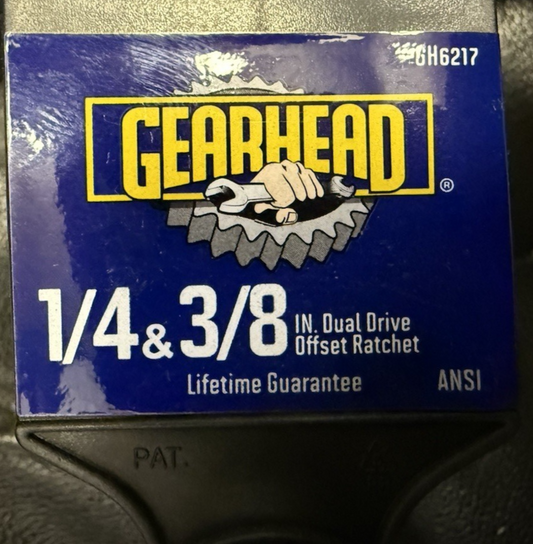 GH6217
GEARHEAD
®
1/4 & 3/8 IN. Dual Drive
Offset Ratchet
Lifetime Guarantee
ANSI
PAT.